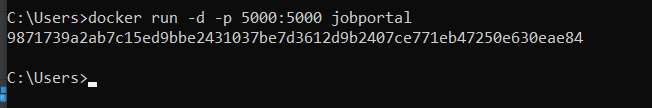 C:\Users>docker run -d -p 5000:5000 jobportal
9871739a2ab7c15ed9bbe2431037be7d3612d9b2407ce771eb47250e630eae84
C:\Users>